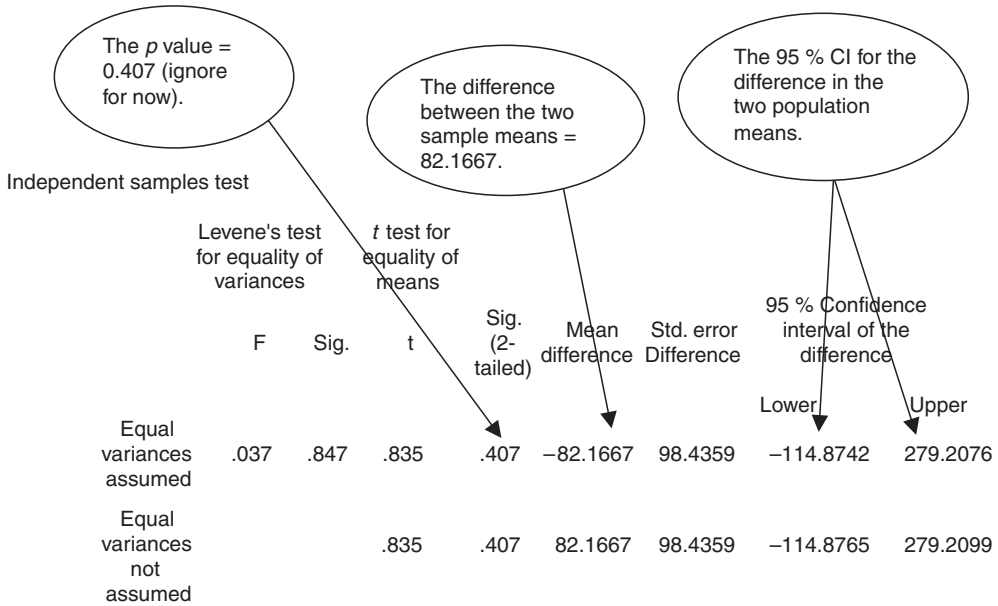 The p value =
0.407 (ignore
for now).
The difference
between the two
sample means =
82.1667.
The 95 % CI for the
difference in the
two population
means.
Independent samples test
Levene's test
for equality of
variances
t test for
equality of
means
F
Sig.
t
Sig.
(2-
tailed)
Mean
difference
Std. error
Difference
95 % Confidence
interval of the
difference
Lower
Upper
Equal
variances
assumed
.037
.847
.835
.407
−82.1667
98.4359
−114.8742
279.2076
Equal
variances
not
assumed
.835
.407
82.1667
98.4359
−114.8765
279.2099